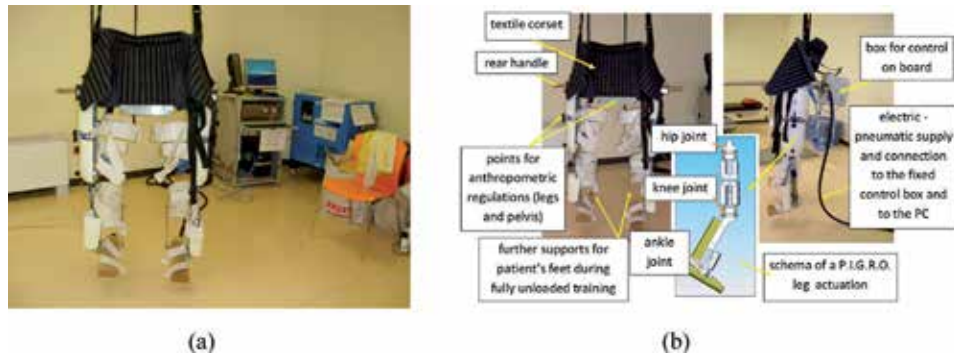 textile corset
rear handle
points for
anthropometric
regulations (legs
and pelvis)
further supports for
patient's feet during
fully unloaded training
hip joint
knee joint
ankle
joint
box for control
on board
electric -
pneumatic supply
and connection
to the fixed
control box and
to the PC
schema of a P.I.G.R.O.
leg actuation
(a)
(b)